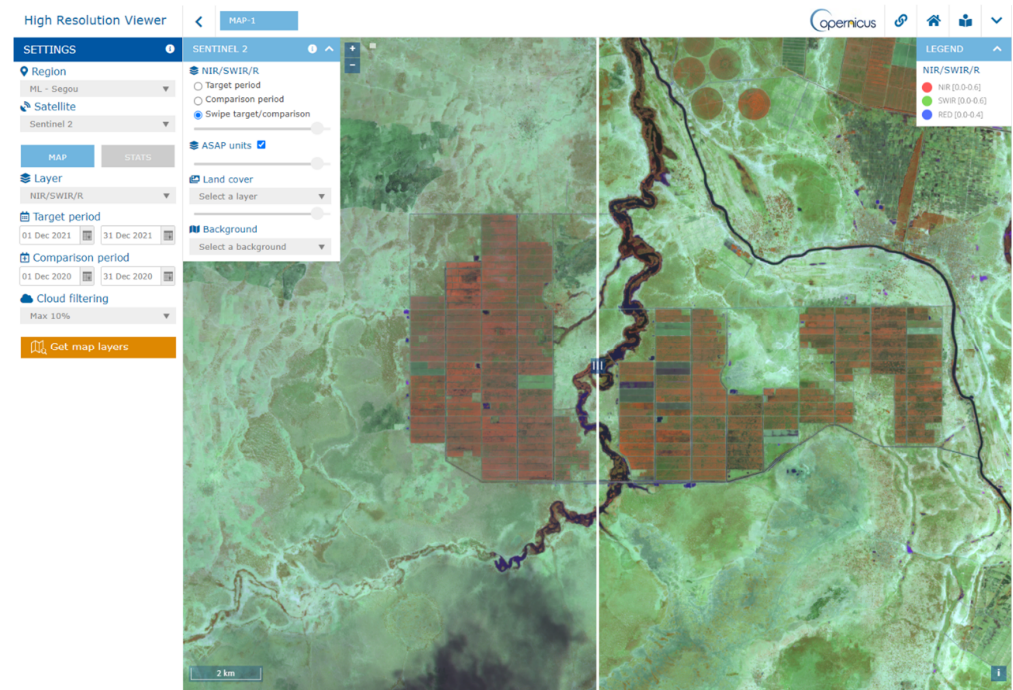 High Resolution Viewer
MAP-1
Copernicus
SETTINGS
Region
ML - Segou
Satellite
Sentinel 2
MAP
STATS
Layer
NIR/SWIR/R
Target period
01 Dec 2021
31 Dec 2021
Comparison period
01 Dec 2020
31 Dec 2020
Cloud filtering
Max 10%
Get map layers
SENTINEL 2
NIR/SWIR/R
Target period
Comparison period
Swipe target/comparison
ASAP units
Land cover
Select a layer
Background
Select a background
+
−
LEGEND
NIR/SWIR/R
NIR [0.0-0.6]
SWIR [0.0-0.6]
RED [0.0-0.4]
2 km
i